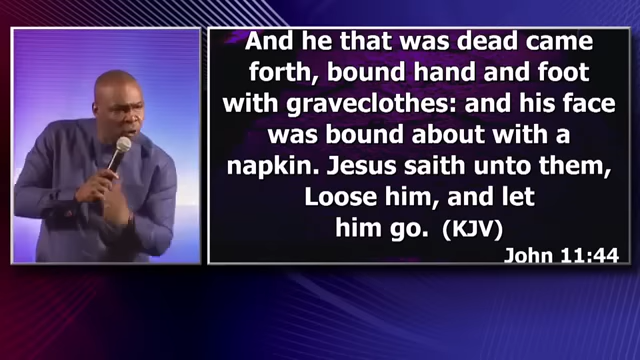 And he that was dead came
forth, bound hand and foot
with graveclothes: and his face
was bound about with a
napkin. Jesus saith unto them,
Loose him, and let
him go. (KJV)
John 11:44